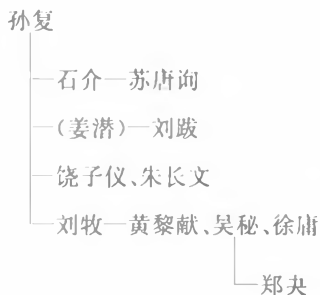 孙复
石介—苏唐询
(姜潜)—刘跋
饶子仪、朱长文
刘牧—黄黎献、吴秘、徐庸
郑夬